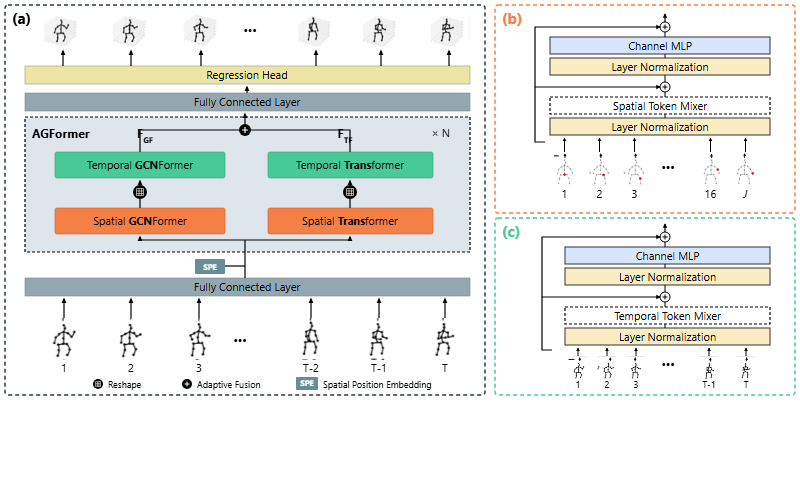 (a)
...
Regression Head
Fully Connected Layer
AGFormer
F GF
F TF
× N
Temporal GCNFormer
Temporal Transformer
Spatial GCNFormer
Spatial Transformer
SPE
Fully Connected Layer
...
1 2 3 T-2 T-1 T
Reshape
Adaptive Fusion
SPE Spatial Position Embedding
(b)
Channel MLP
Layer Normalization
Spatial Token Mixer
Layer Normalization
...
1 2 3 16 J
(c)
Channel MLP
Layer Normalization
Temporal Token Mixer
Layer Normalization
...
1 2 3 T-1 T